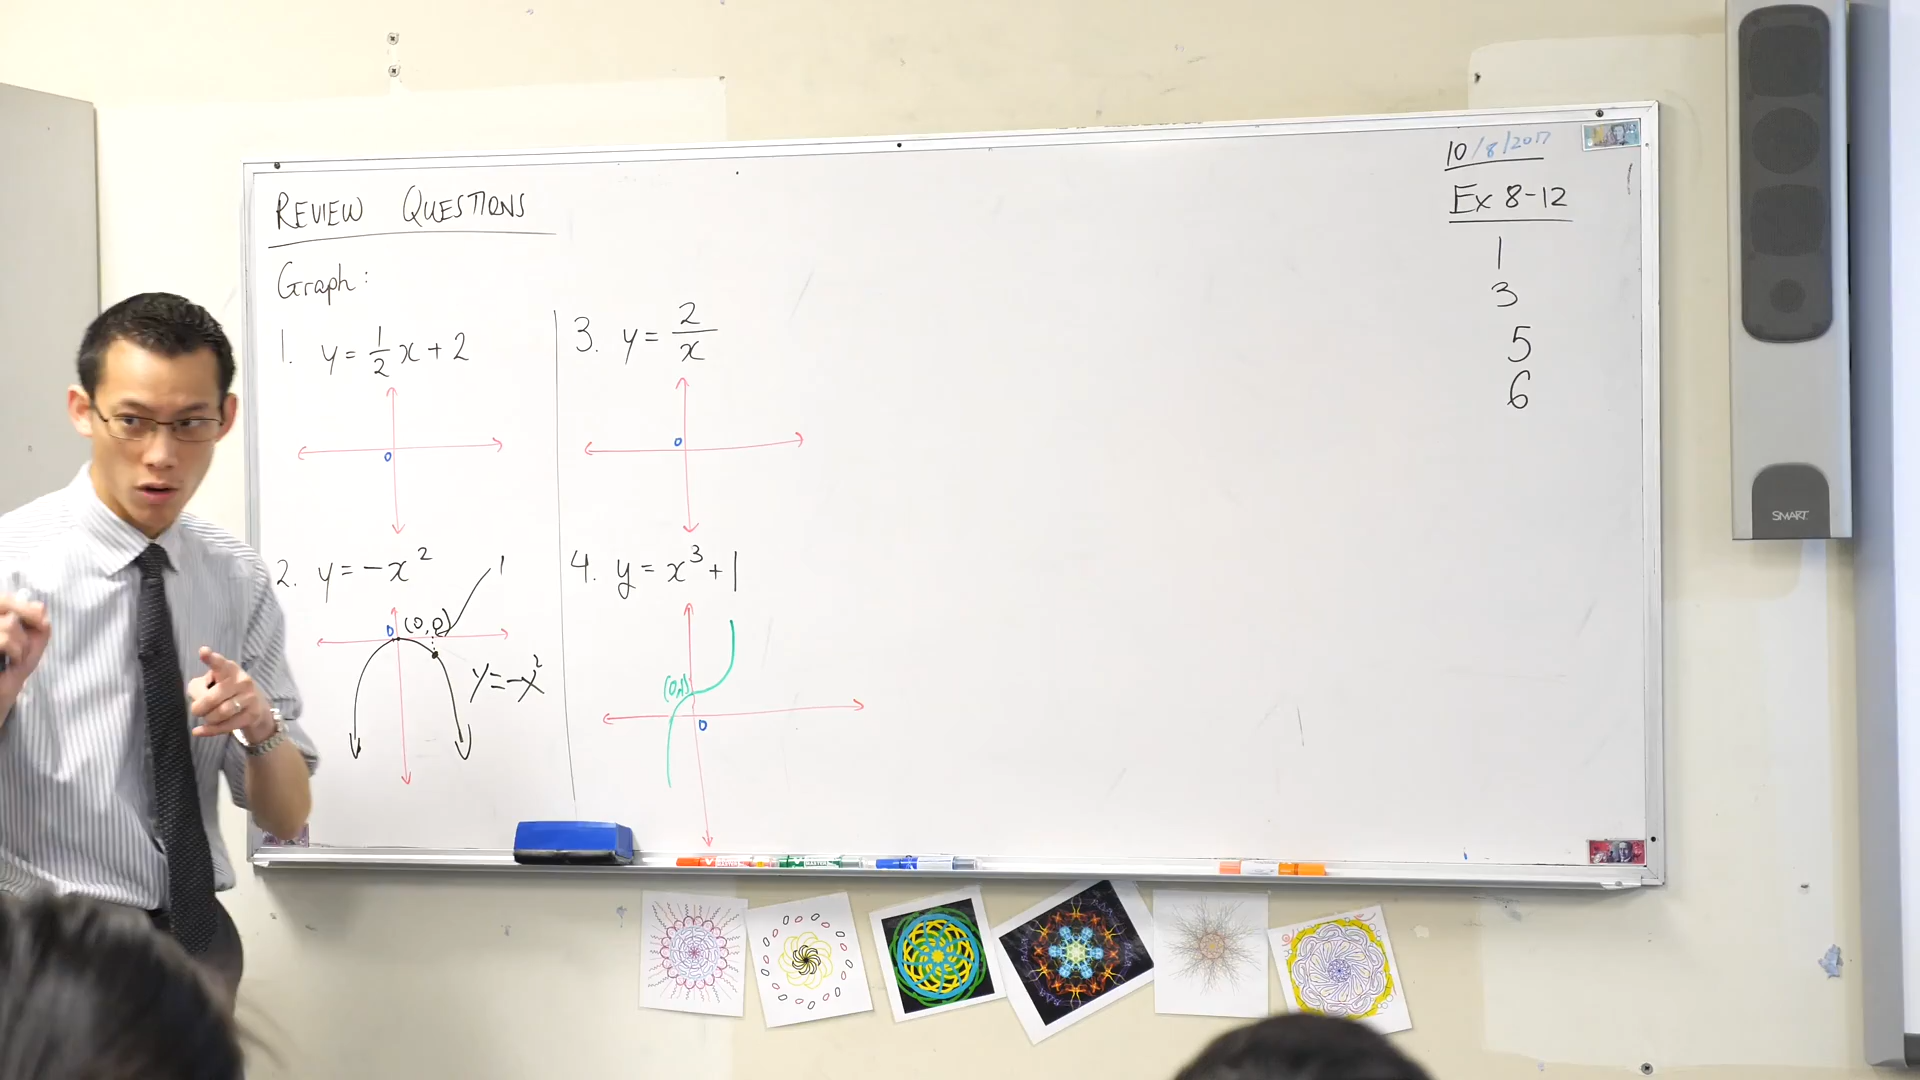 REVIEW QUESTIONS
Graph:
1. y = 1/2 x + 2
0
2. y = -x²
1
0
(0,0)
y = -x²
3. y = 2/x
0
4. y = x³ + 1
(0,1)
0
10/8/2017
Ex 8-12
1
3
5
6
SMART